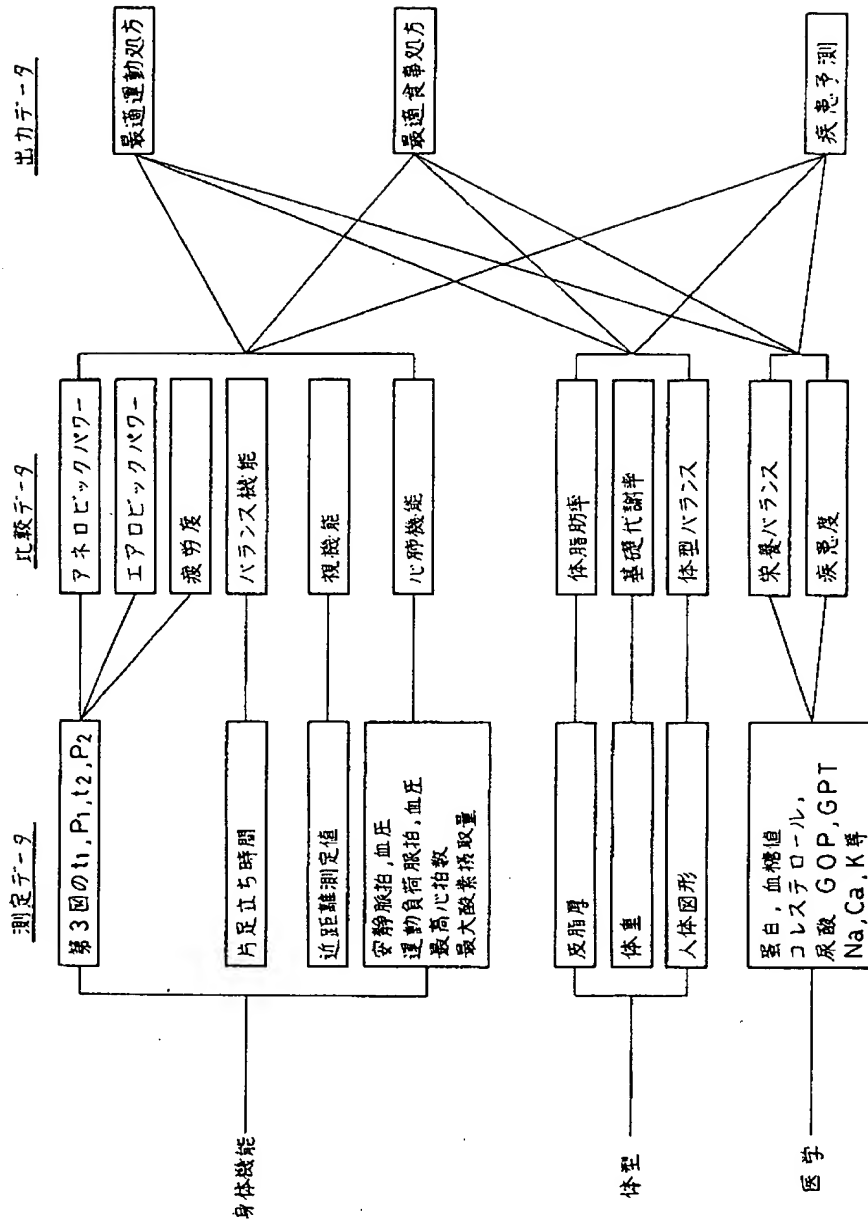 測定データ
比較データ
出力データ
身体機能
第3図のt1,P1,t2,P2
アネロビックパワー
エアロビックパワー
疲労度
片足立ち時間
バランス機能
近距離測定値
視機能
安静脈拍,血圧
運動負荷脈拍,血圧
最高心拍数
最大酸素摂取量
心肺機能
体型
皮脂厚
体脂肪率
体重
基礎代謝率
人体図形
体型バランス
医学
蛋白,血糖値
コレステロール,
尿酸 GOP,GPT
Na,Ca,K等
栄養バランス
疾患度
最適運動処方
最適食事処方
疾患予測